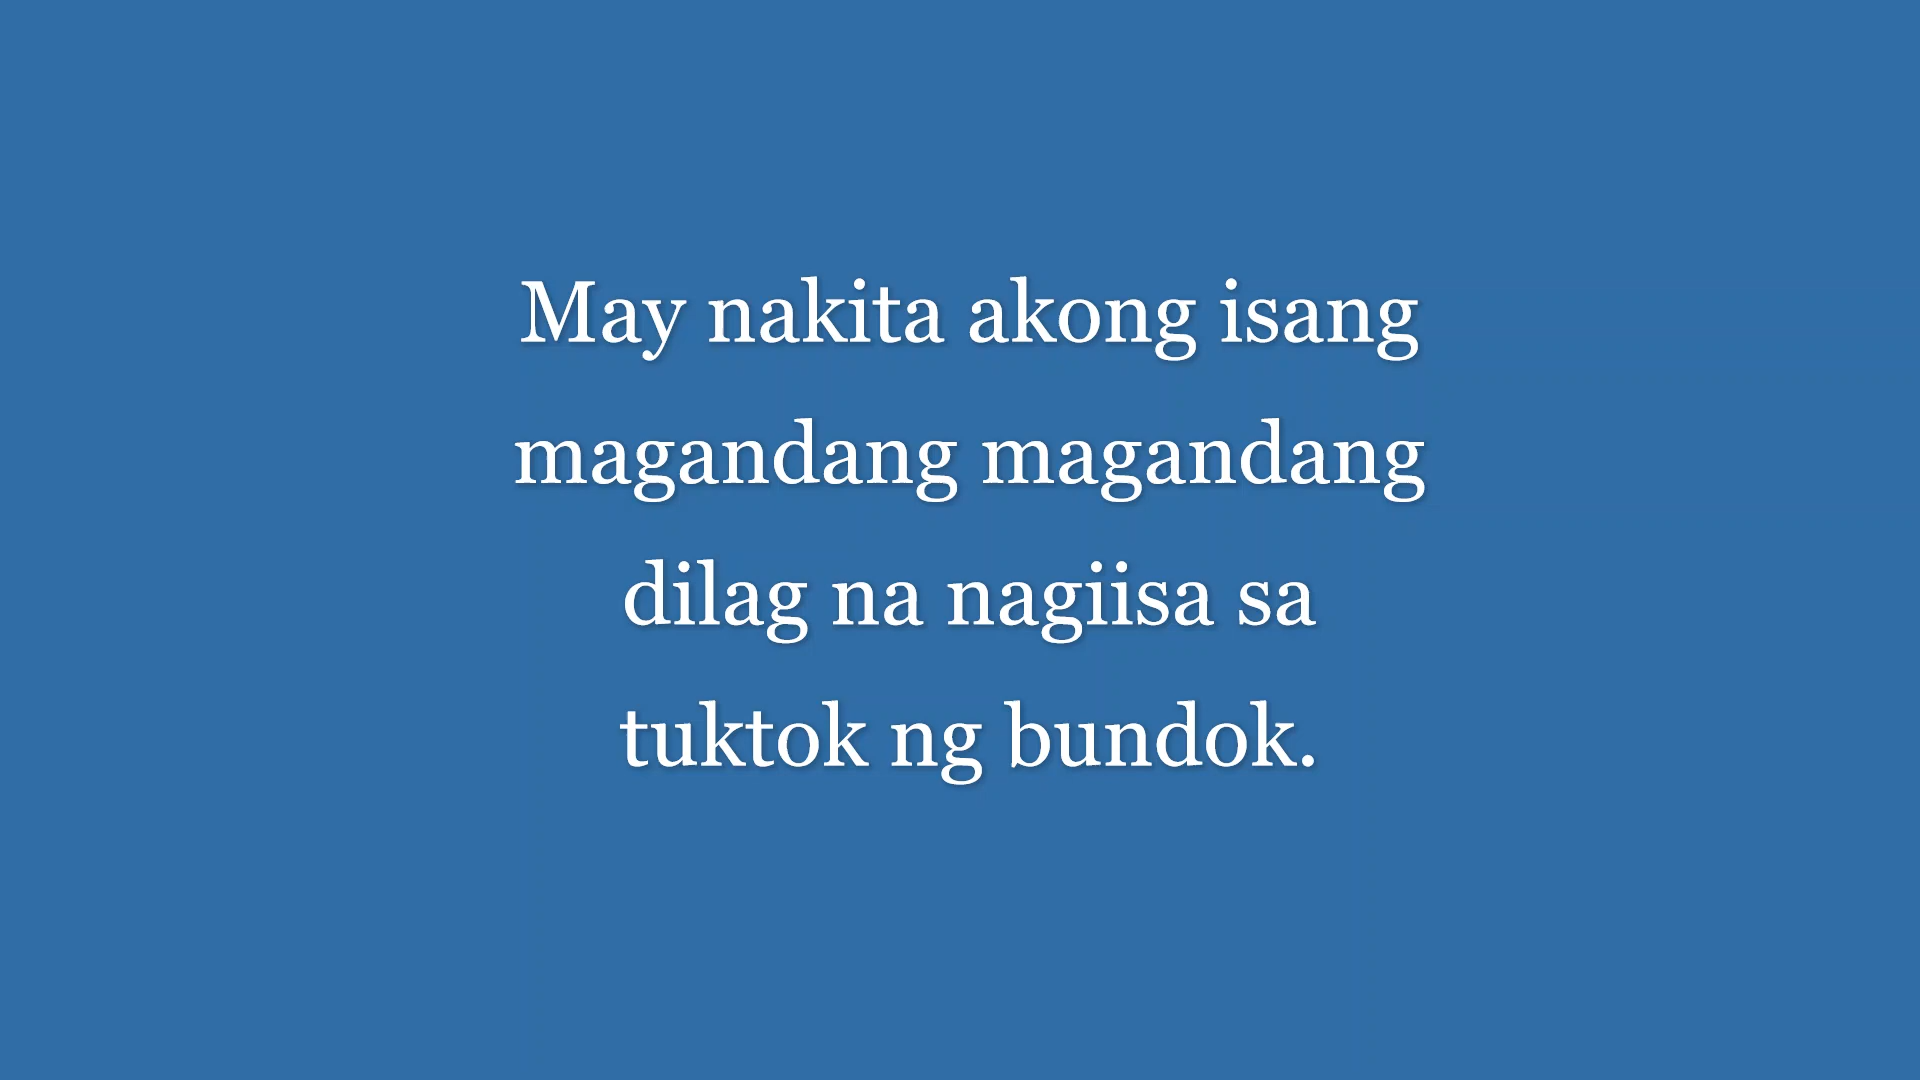 May nakita akong isang
magandang magandang
dilag na nagiisa sa
tuktok ng bundok.